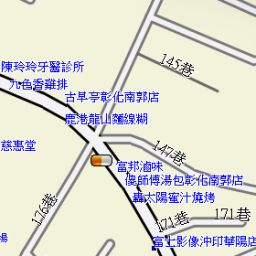 145巷
陳玲玲牙醫診所
九色香雞排
古早亭彰化南郭店
鹿港龍山麵線糊
慈惠堂
147巷
富邦滷味
傻師傅湯包彰化南郭店
轟太陽蜜汁燒烤
176巷
171巷
171巷
富上影像沖印華陽店